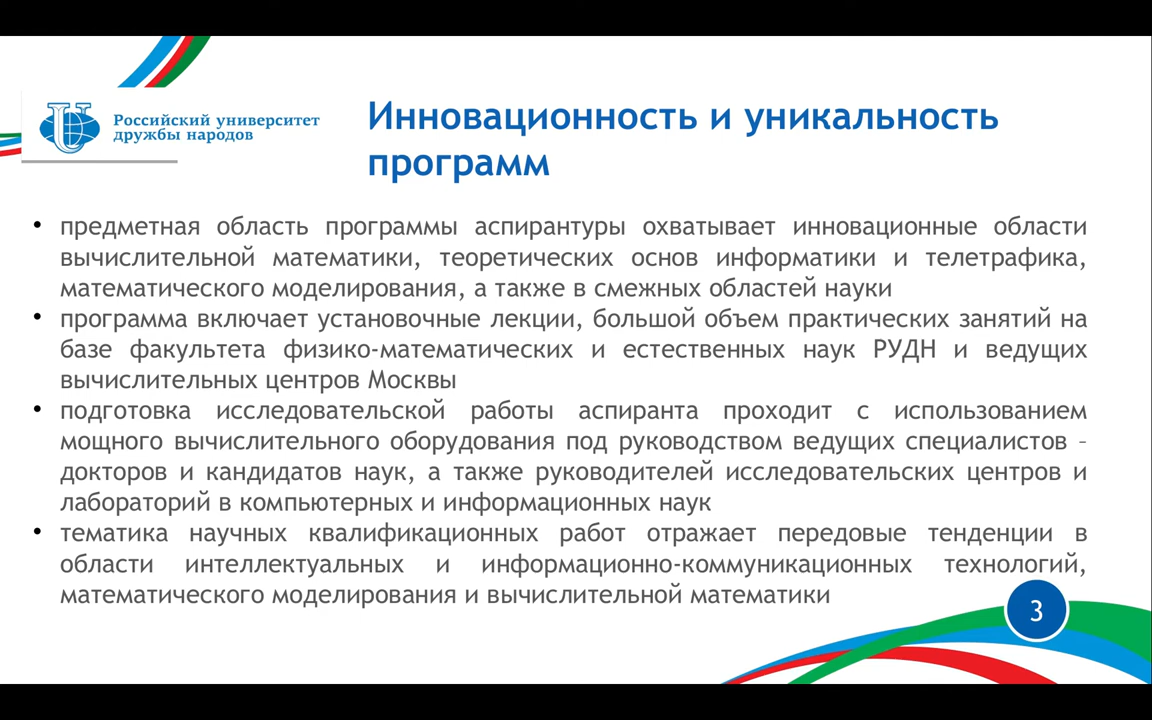 Российский университет
дружбы народов
Инновационность и уникальность
программ
• предметная область программы аспирантуры охватывает инновационные области
вычислительной математики, теоретических основ информатики и телетрафика,
математического моделирования, а также в смежных областей науки
• программа включает установочные лекции, большой объем практических занятий на
базе факультета физико-математических и естественных наук РУДН и ведущих
вычислительных центров Москвы
• подготовка исследовательской работы аспиранта проходит с использованием
мощного вычислительного оборудования под руководством ведущих специалистов –
докторов и кандидатов наук, а также руководителей исследовательских центров и
лабораторий в компьютерных и информационных наук
• тематика научных квалификационных работ отражает передовые тенденции в
области интеллектуальных и информационно-коммуникационных технологий,
математического моделирования и вычислительной математики
3